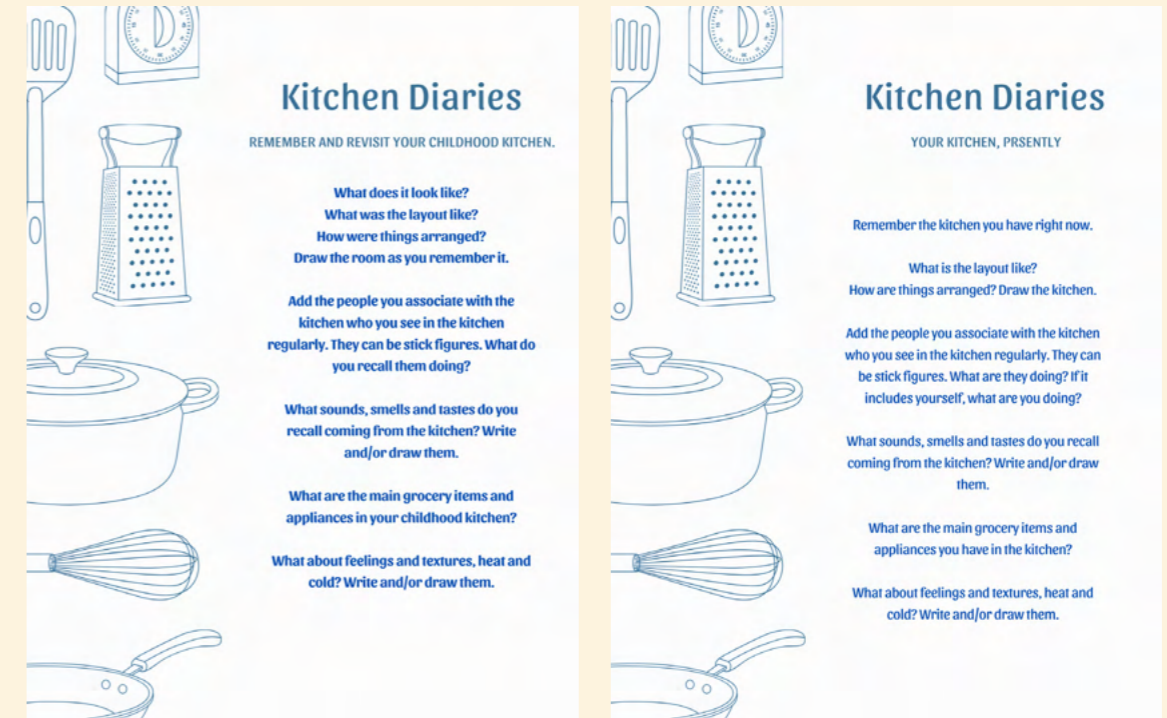 Kitchen Diaries
REMEMBER AND REVISIT YOUR CHILDHOOD KITCHEN.
What does it look like?
What was the layout like?
How were things arranged?
Draw the room as you remember it.
Add the people you associate with the
kitchen who you see in the kitchen
regularly. They can be stick figures. What do
you recall them doing?
What sounds, smells and tastes do you
recall coming from the kitchen? Write
and/or draw them.
What are the main grocery items and
appliances in your childhood kitchen?
What about feelings and textures, heat and
cold? Write and/or draw them.
Kitchen Diaries
YOUR KITCHEN, PRSENTLY
Remember the kitchen you have right now.
What is the layout like?
How are things arranged? Draw the kitchen.
Add the people you associate with the kitchen
who you see in the kitchen regularly. They can
be stick figures. What are they doing? If it
includes yourself, what are you doing?
What sounds, smells and tastes do you recall
coming from the kitchen? Write and/or draw
them.
What are the main grocery items and
appliances you have in the kitchen?
What about feelings and textures, heat and
cold? Write and/or draw them.